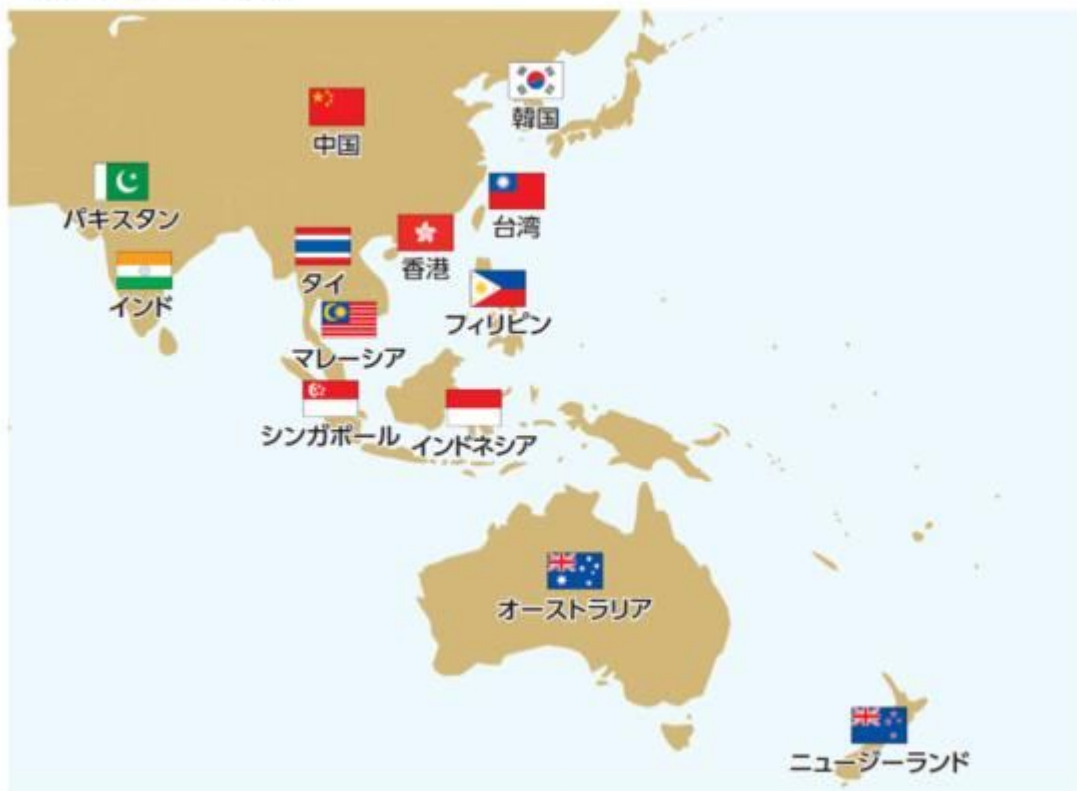 韓国
中国
パキスタン
台湾
香港
タイ
インド
フィリピン
マレーシア
シンガポール
インドネシア
オーストラリア
ニュージーランド